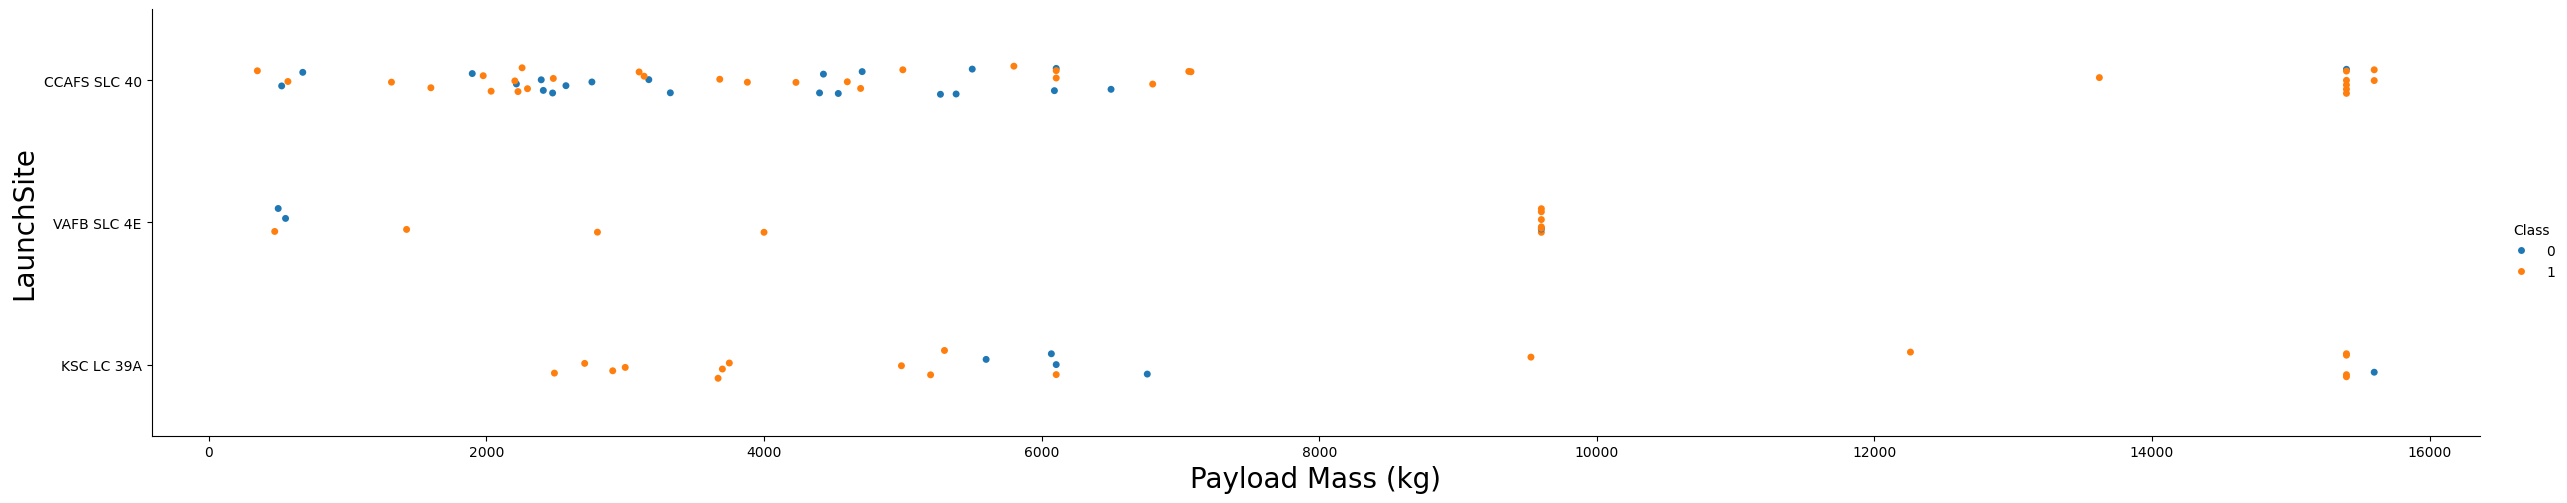 CCAFS SLC 40
VAFB SLC 4E
KSC LC 39A
LaunchSite
0 2000 4000 6000 8000 10000 12000 14000 16000
Payload Mass (kg)
Class
0
1